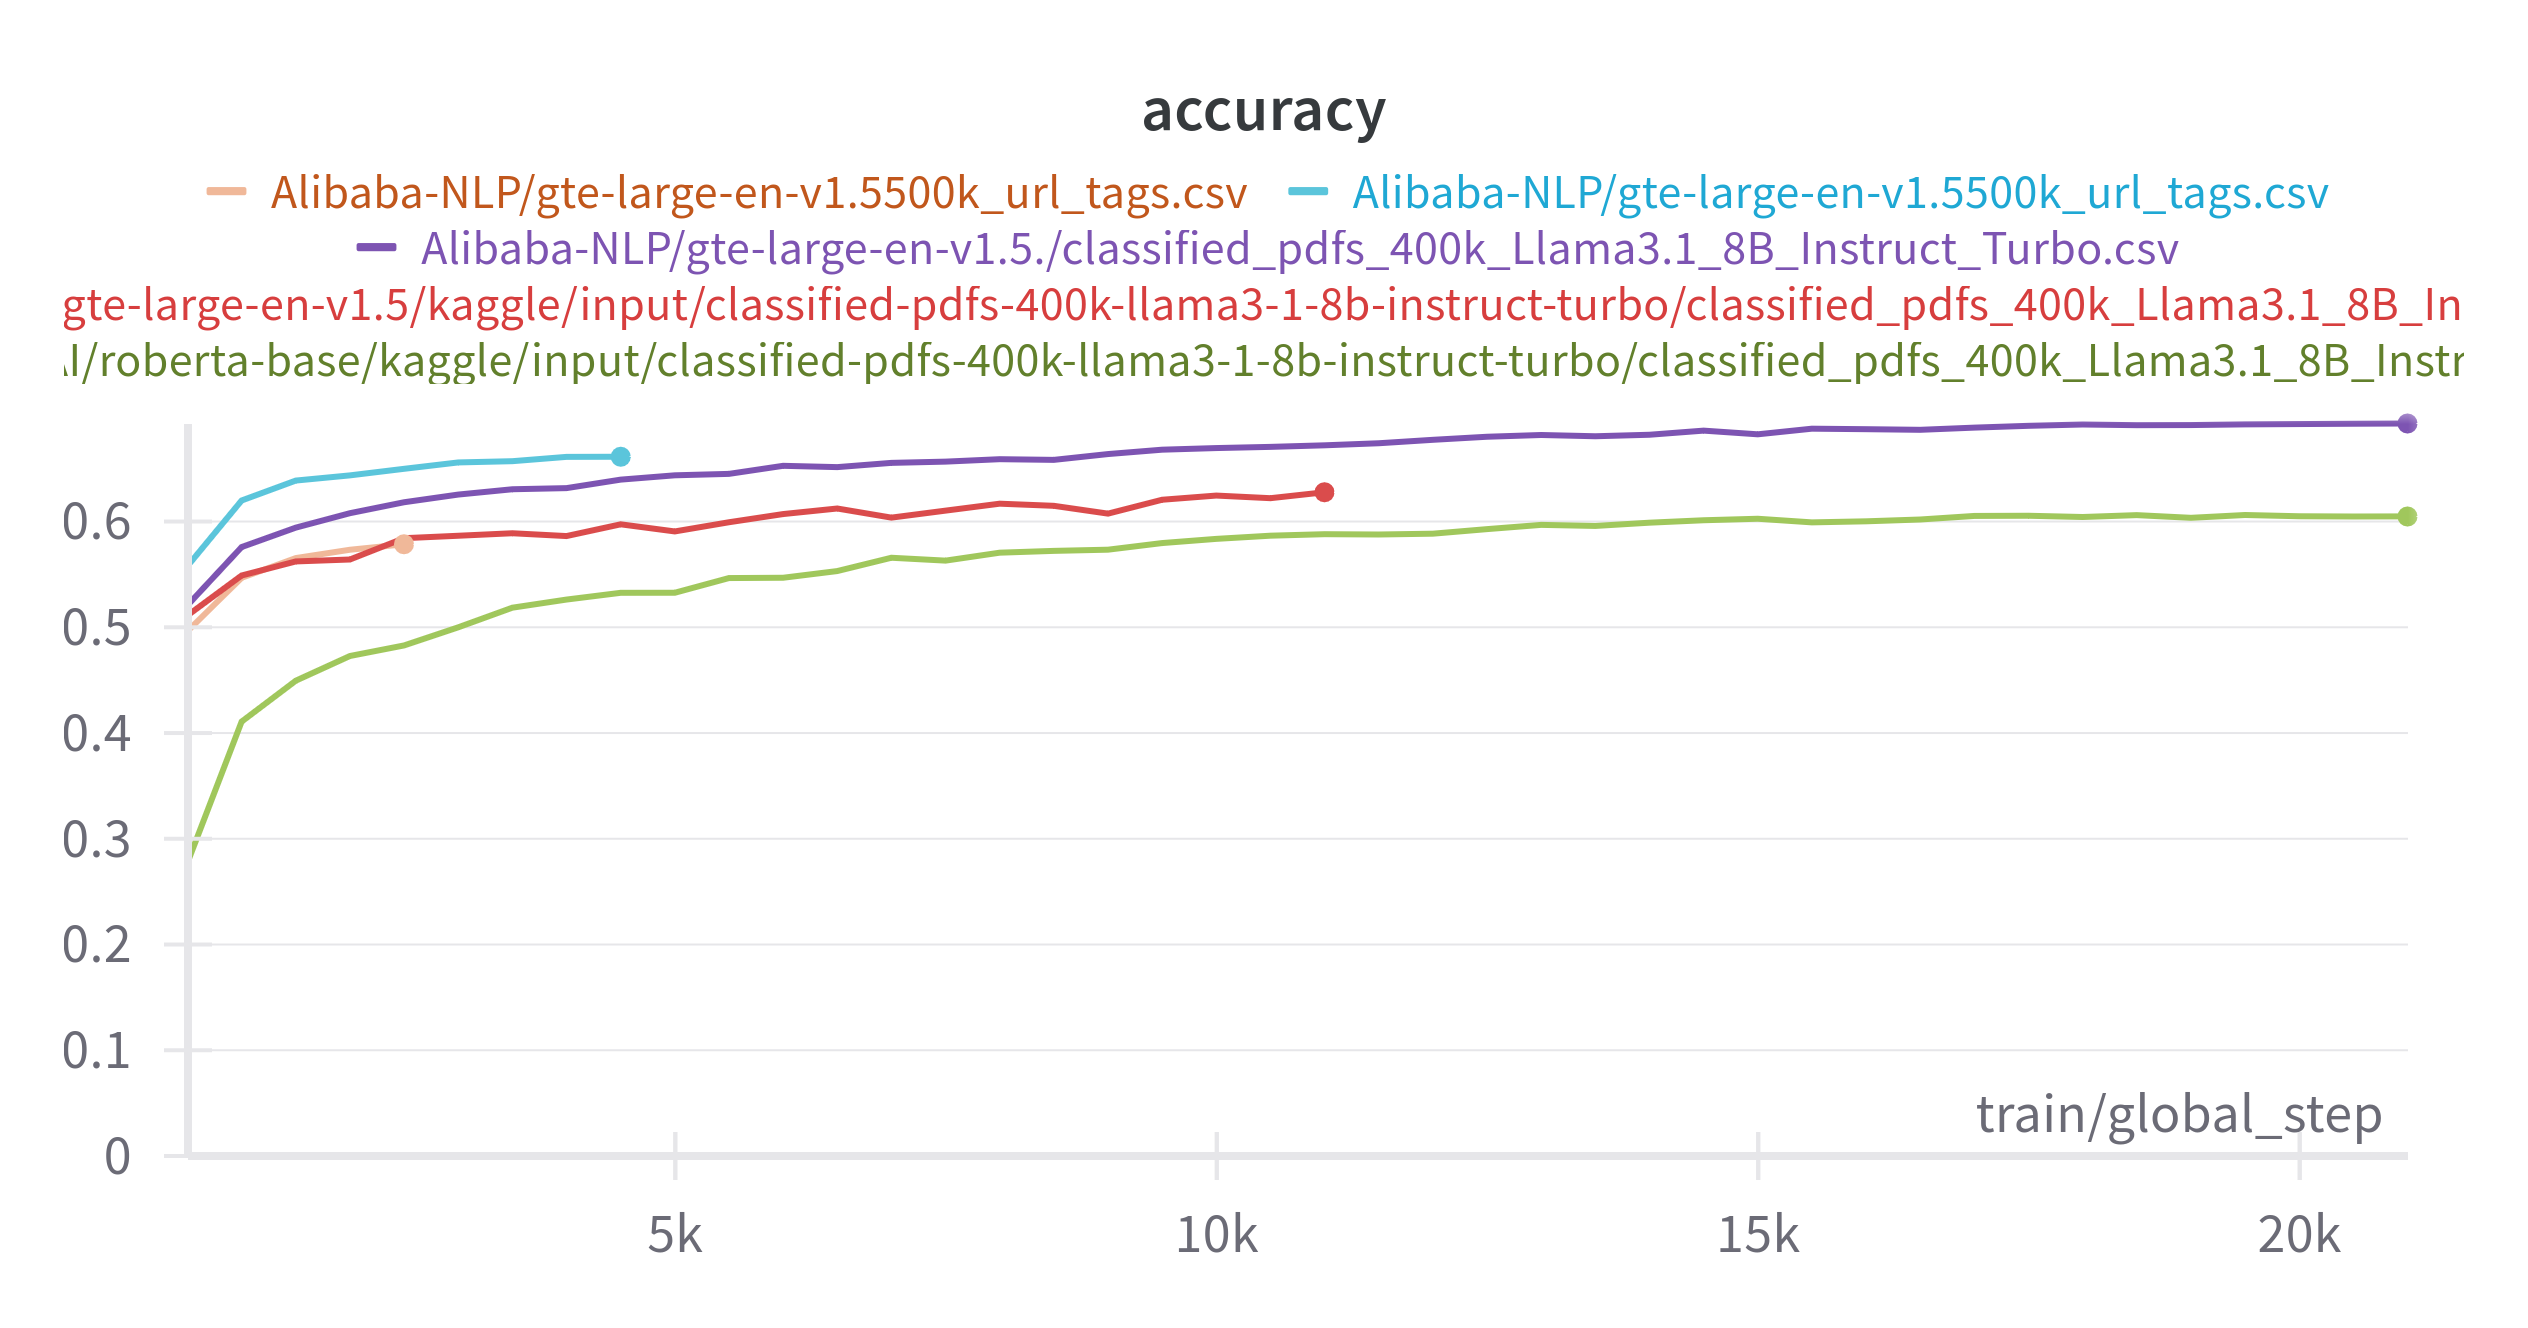 accuracy
Alibaba-NLP/gte-large-en-v1.5500k_url_tags.csv Alibaba-NLP/gte-large-en-v1.5500k_url_tags.csv
Alibaba-NLP/gte-large-en-v1.5./classified_pdfs_400k_Llama3.1_8B_Instruct_Turbo.csv
gte-large-en-v1.5/kaggle/input/classified-pdfs-400k-llama3-1-8b-instruct-turbo/classified_pdfs_400k_Llama3.1_8B_In
I/roberta-base/kaggle/input/classified-pdfs-400k-llama3-1-8b-instruct-turbo/classified_pdfs_400k_Llama3.1_8B_Instr
0.6
0.5
0.4
0.3
0.2
0.1
train/global_step
0
5k 10k 15k 20k